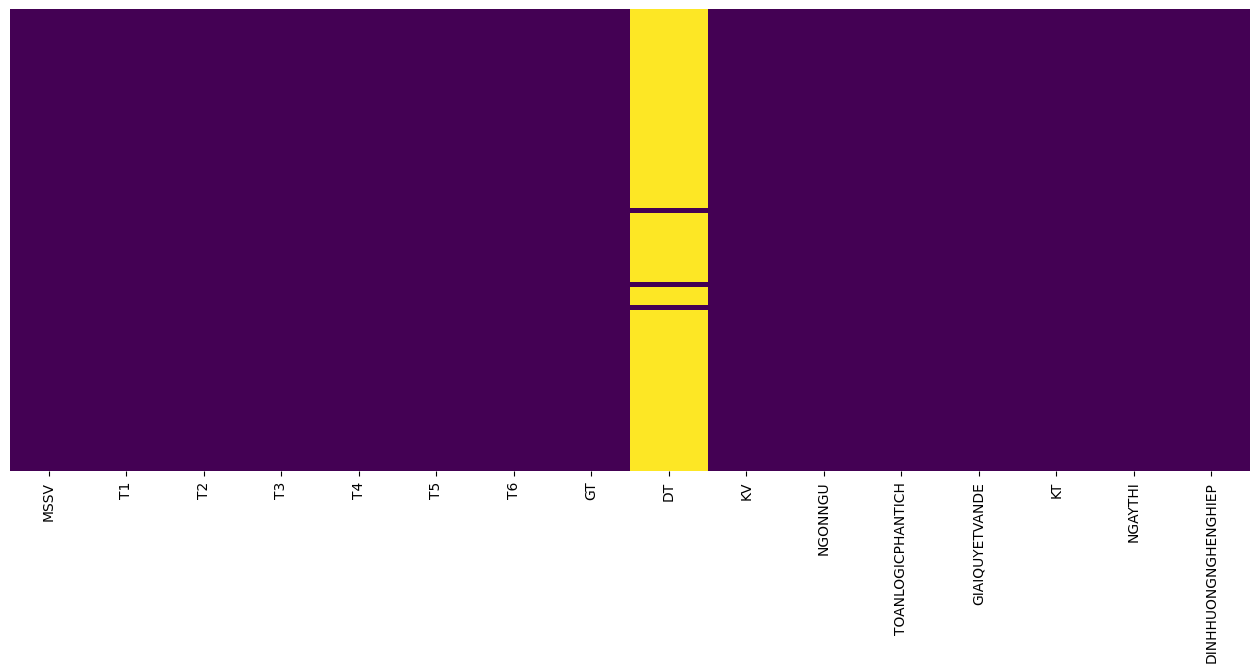 MSSV
T1
T2
T3
T4
T5
T6
GT
DT
KV
NGONNGU
TOANLOGICPHANTICH
GIAIQUYETVANDE
KT
NGAYTHI
DINHHUONGNGHENGHIEP